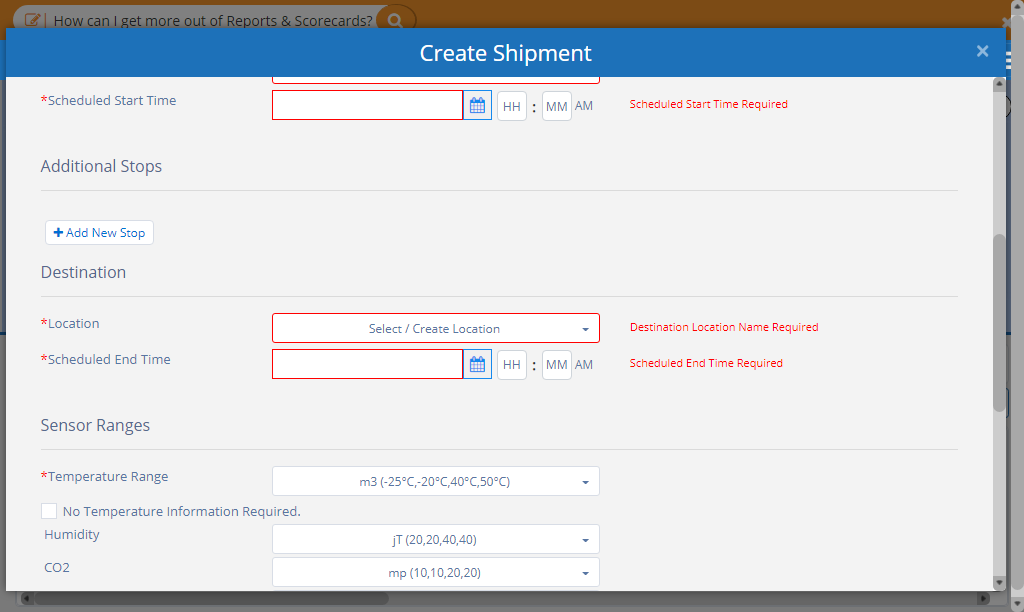 How can I get more out of Reports & Scorecards?
Create Shipment ×
*Scheduled Start Time HH : MM AM Scheduled Start Time Required
Additional Stops
+ Add New Stop
Destination
*Location Select / Create Location Destination Location Name Required
*Scheduled End Time HH : MM AM Scheduled End Time Required
Sensor Ranges
*Temperature Range m3 (-25°C,-20°C,40°C,50°C)
No Temperature Information Required.
Humidity jT (20,20,40,40)
CO2 mp (10,10,20,20)